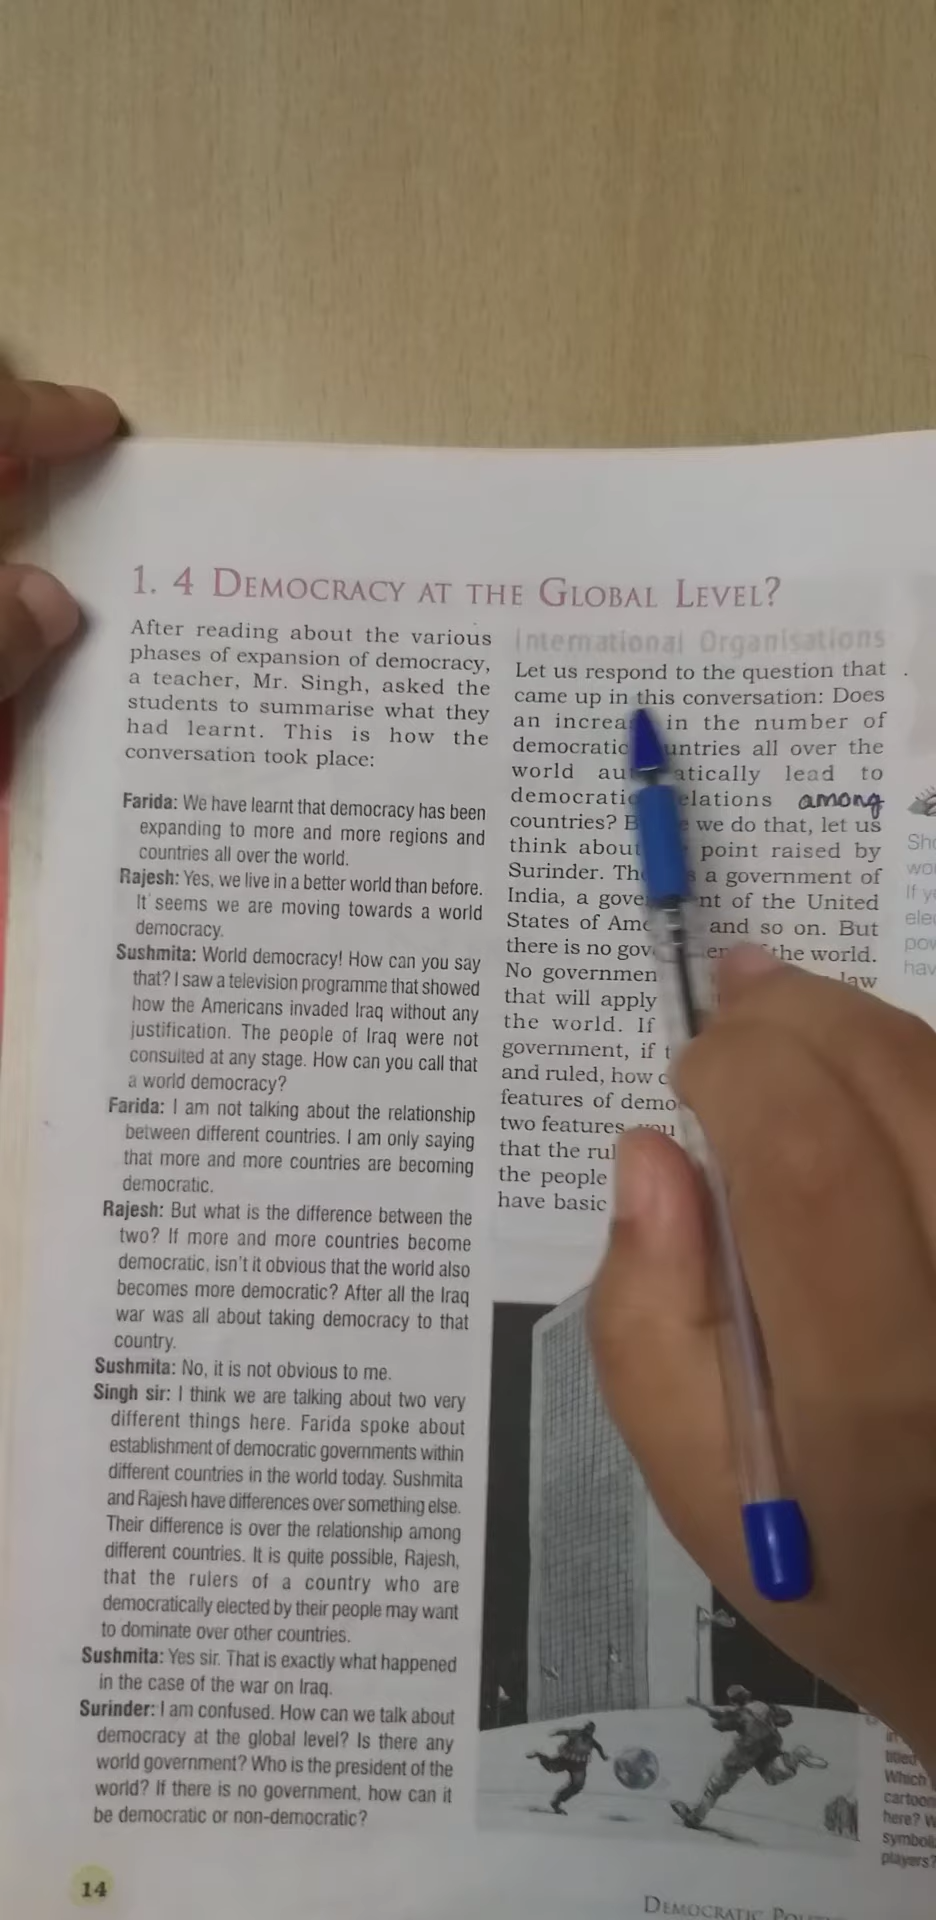 1. 4 DEMOCRACY AT THE GLOBAL LEVEL?
After reading about the various
phases of expansion of democracy,
a teacher, Mr. Singh, asked the
students to summarise what they
had learnt. This is how the
conversation took place:
Farida: We have learnt that democracy has been
expanding to more and more regions and
countries all over the world.
Rajesh: Yes, we live in a better world than before.
It seems we are moving towards a world
democracy.
Sushmita: World democracy! How can you say
that? I saw a television programme that showed
how the Americans invaded Iraq without any
justification. The people of Iraq were not
consulted at any stage. How can you call that
a world democracy?
Farida: I am not talking about the relationship
between different countries. I am only saying
that more and more countries are becoming
democratic.
Rajesh: But what is the difference between the
two? If more and more countries become
democratic, isn't it obvious that the world also
becomes more democratic? After all the Iraq
war was all about taking democracy to that
country.
Sushmita: No, it is not obvious to me.
Singh sir: I think we are talking about two very
different things here. Farida spoke about
establishment of democratic governments within
different countries in the world today. Sushmita
and Rajesh have differences over something else.
Their difference is over the relationship among
different countries. It is quite possible, Rajesh,
that the rulers of a country who are
democratically elected by their people may want
to dominate over other countries.
Sushmita: Yes sir. That is exactly what happened
in the case of the war on Iraq.
Surinder: I am confused. How can we talk about
democracy at the global level? Is there any
world government? Who is the president of the
world? If there is no government, how can it
be democratic or non-democratic?
International Organisations
Let us respond to the question that
came up in this conversation: Does
an in the number of
democratic all over the
world lead to
democratic among
countries? we do that, let us
think about point raised by
Surinder. a government of
India, a of the United
States of and so on. But
there is no the world.
No law
that will apply
the world. If
government, if
and ruled, how
features of
two features
that the
the people
have basic
Which
here?
players?
14
DEMOCRATIC